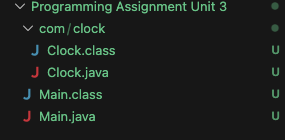 Programming Assignment Unit 3
com/clock
J Clock.class U
J Clock.java U
J Main.class U
J Main.java U